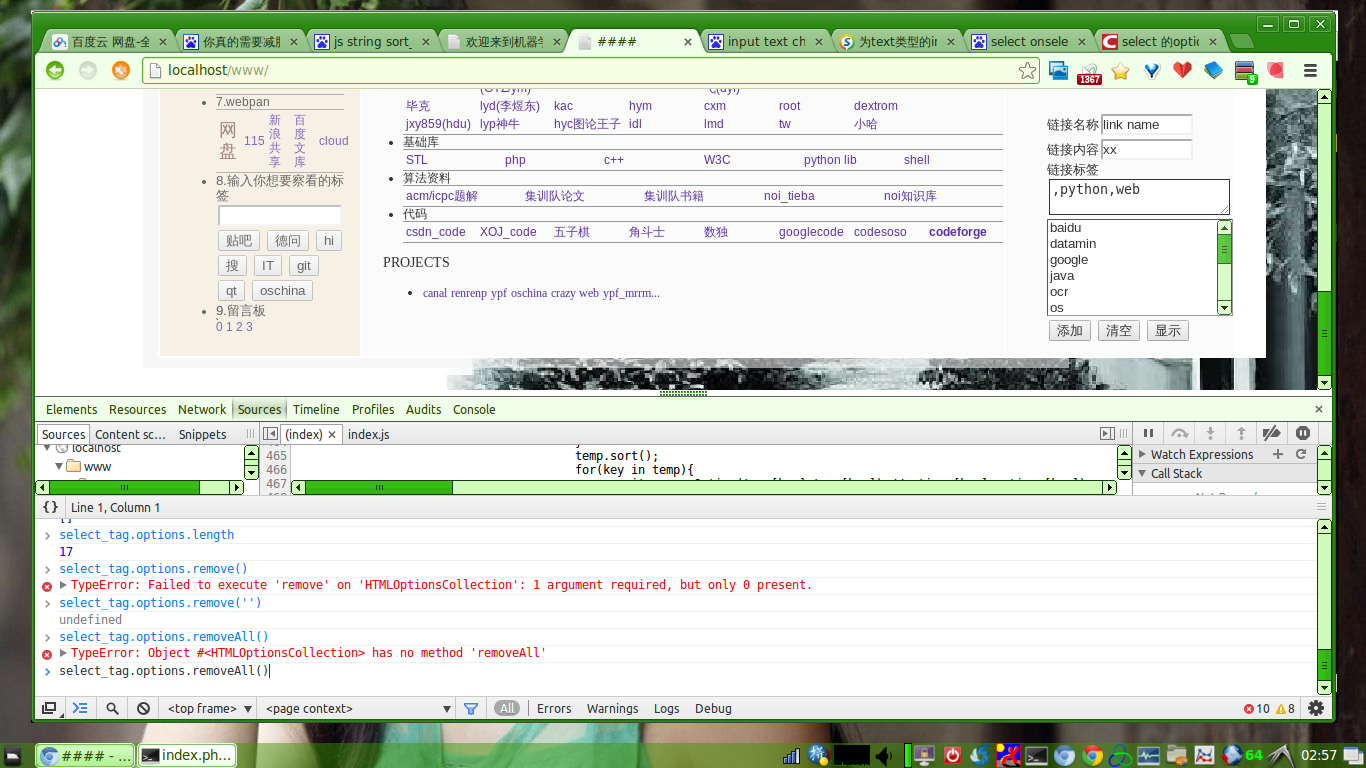 百度云 网盘-全
你真的需要减肥
js string sort_
欢迎来到机器学
####
input text ch
为text类型的in
select onsele
select 的optio
localhost/www/
1367
9
7.webpan
网盘 115 新浪共享 百度文库 cloud
8.输入你想要察看的标签
贴吧 德问 hi
搜 IT git
qt oschina
9.留言板
0 1 2 3
毕克 lyd(李煜东) kac hym cxm root dextrom
jxy859(hdu) lyp神牛 hyc图论王子 idl lmd tw 小哈
基础库
STL php c++ W3C python lib shell
算法资料
acm/icpc题解 集训队论文 集训队书籍 noi_tieba noi知识库
代码
csdn_code XOJ_code 五子棋 角斗士 数独 googlecode codesoso codeforge
PROJECTS
canal renrenp ypf oschina crazy web ypf_mrrm...
链接名称 link name
链接内容 xx
链接标签
,python,web
baidu
datamin
google
java
ocr
os
添加 清空 显示
Elements Resources Network Sources Timeline Profiles Audits Console
Sources Content sc... Snippets (index) index.js
localhost
www
465 temp.sort();
466 for(key in temp){
467
Watch Expressions
Call Stack
{} Line 1, Column 1
select_tag.options.length
17
select_tag.options.remove()
TypeError: Failed to execute 'remove' on 'HTMLOptionsCollection': 1 argument required, but only 0 present.
select_tag.options.remove('')
undefined
select_tag.options.removeAll()
TypeError: Object #<HTMLOptionsCollection> has no method 'removeAll'
select_tag.options.removeAll()
<top frame> <page context> All Errors Warnings Logs Debug 10 8
#### - ... index.ph... 64 02:57